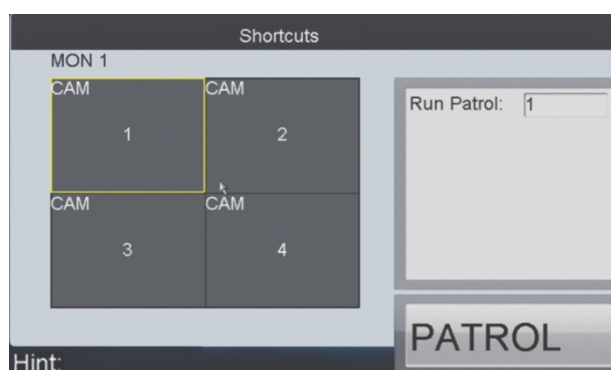 Shortcuts
MON 1
CAM CAM
1 2
CAM CAM
3 4
Run Patrol: 1
PATROL
Hint: